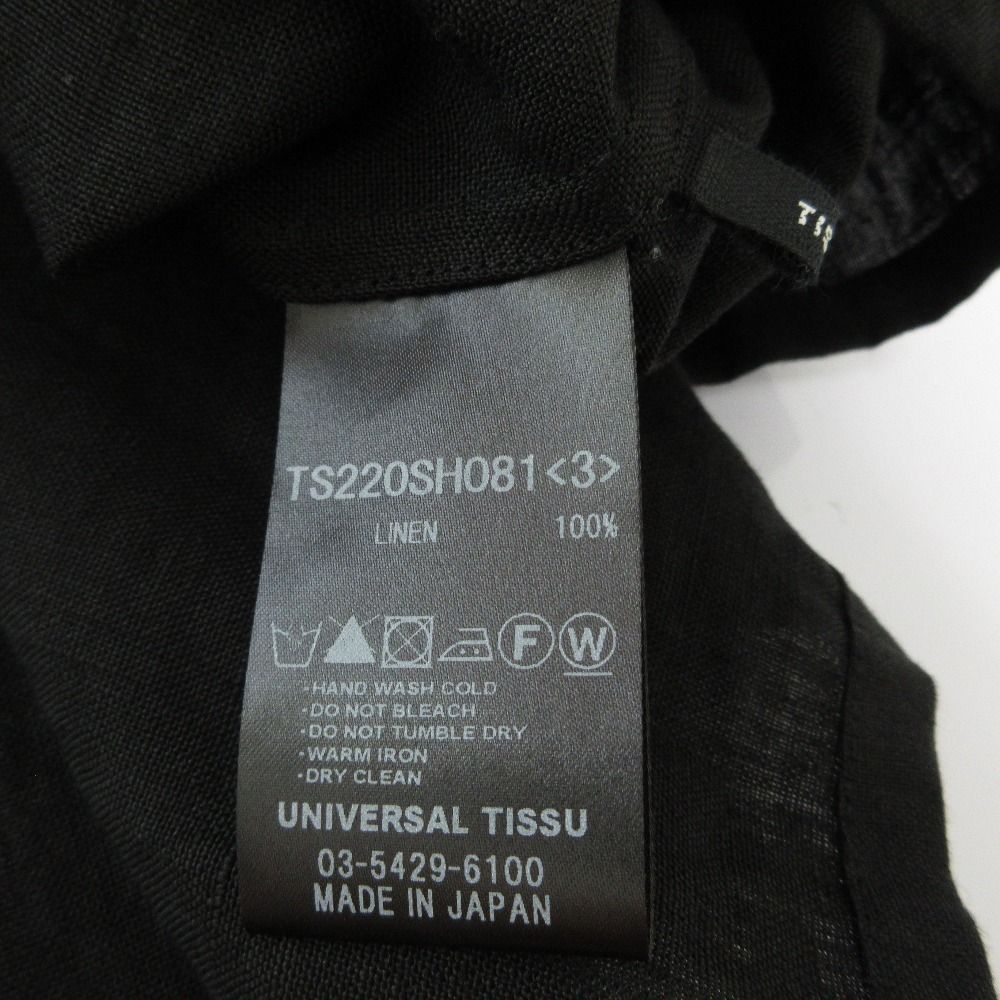 TS220SH081<3>
LINEN 100%
F W
·HAND WASH COLD
·DO NOT BLEACH
·DO NOT TUMBLE DRY
·WARM IRON
·DRY CLEAN
UNIVERSAL TISSU
03-5429-6100
MADE IN JAPAN